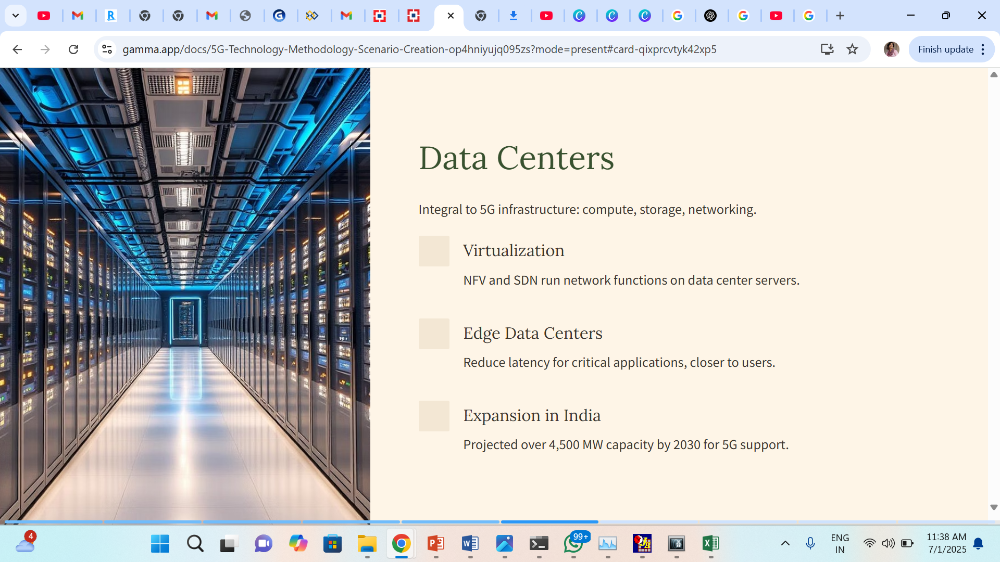 gamma.app/docs/5G-Technology-Methodology-Scenario-Creation-op4hniyujq095zs?mode=present#card-qixprcvtyk42xp5
Finish update
Data Centers
Integral to 5G infrastructure: compute, storage, networking.
Virtualization
NFV and SDN run network functions on data center servers.
Edge Data Centers
Reduce latency for critical applications, closer to users.
Expansion in India
Projected over 4,500 MW capacity by 2030 for 5G support.
4
99+
ENG
IN
11:38 AM
7/1/2025